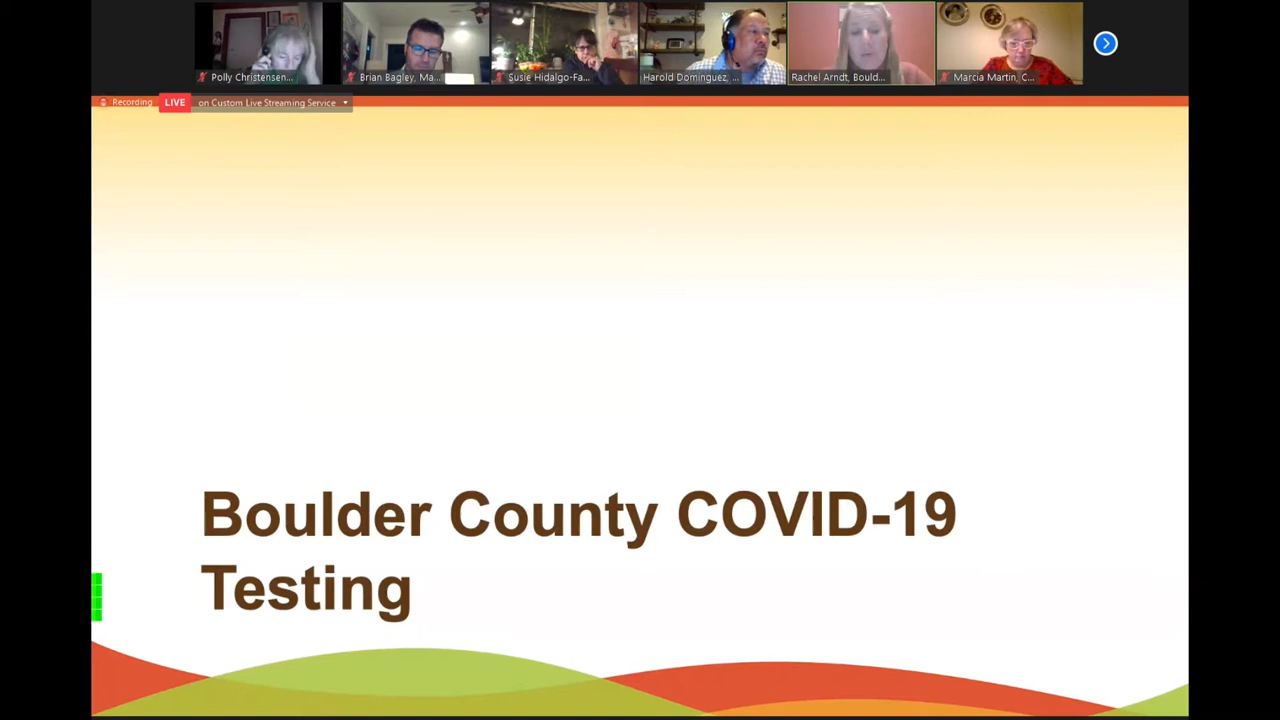 Polly Christensen...
Brian Bagley, Ma...
Susie Hidalgo-Fa...
Harold Dominguez, ...
Rachel Arndt, Bould...
Marcia Martin, C...
Recording
LIVE
on Custom Live Streaming Service
Boulder County COVID-19
Testing